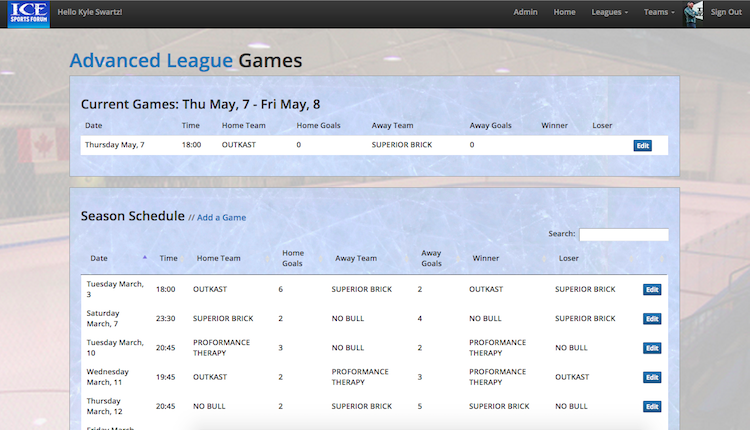 ICE
SPORTS FORUM
Hello Kyle Swartz!
Admin Home Leagues Teams Sign Out
Advanced League Games
Current Games: Thu May, 7 - Fri May, 8
Date Time Home Team Home Goals Away Team Away Goals Winner Loser
Thursday May, 7 18:00 OUTKAST 0 SUPERIOR BRICK 0 Edit
Season Schedule // Add a Game
Search:
Date Time Home Team Home Goals Away Team Away Goals Winner Loser
Tuesday March, 3 18:00 OUTKAST 6 SUPERIOR BRICK 2 OUTKAST SUPERIOR BRICK Edit
Saturday March, 7 23:30 SUPERIOR BRICK 2 NO BULL 4 NO BULL SUPERIOR BRICK Edit
Tuesday March, 10 20:45 PROFORMANCE THERAPY 3 NO BULL 2 PROFORMANCE THERAPY NO BULL Edit
Wednesday March, 11 19:45 OUTKAST 2 PROFORMANCE THERAPY 3 PROFORMANCE THERAPY OUTKAST Edit
Thursday March, 12 20:45 NO BULL 2 SUPERIOR BRICK 5 SUPERIOR BRICK NO BULL Edit
Friday March,